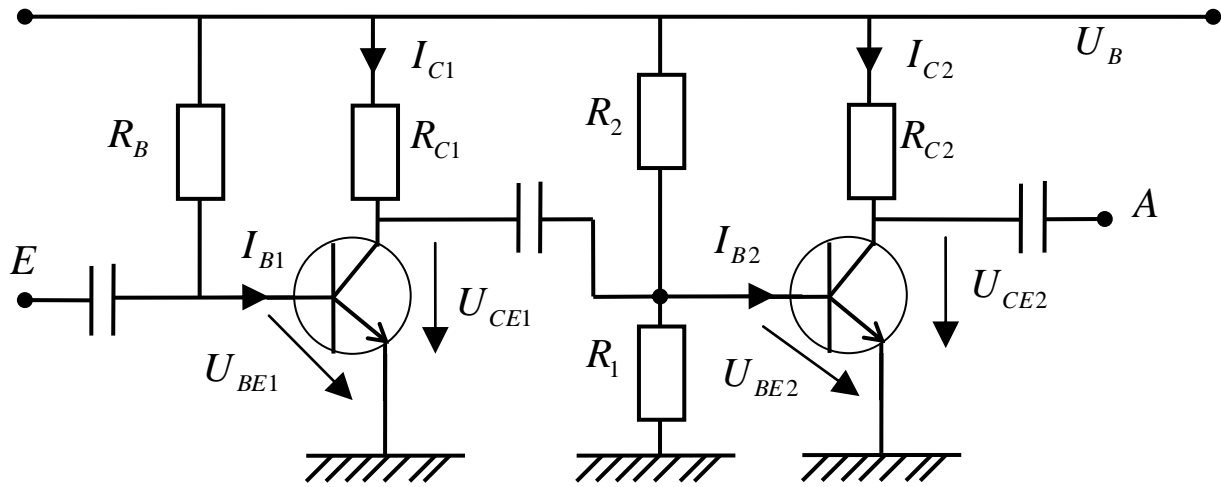 U_B
I_C1
I_C2
R_B
R_C1
R_2
R_C2
A
E
I_B1
I_B2
U_CE1
U_CE2
U_BE1
R_1
U_BE2